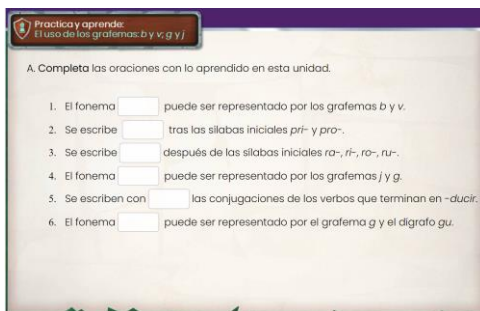 Practica y aprende:
El uso de los grafemas: b y v; g y j
A. Completa las oraciones con lo aprendido en esta unidad.
1. El fonema puede ser representado por los grafemas b y v.
2. Se escribe tras las sílabas iniciales pri- y pro-.
3. Se escribe después de las sílabas iniciales ra-, ri-, ro-, ru-.
4. El fonema puede ser representado por los grafemas j y g.
5. Se escriben con las conjugaciones de los verbos que terminan en -ducir.
6. El fonema puede ser representado por el grafema g y el dígrafo gu.